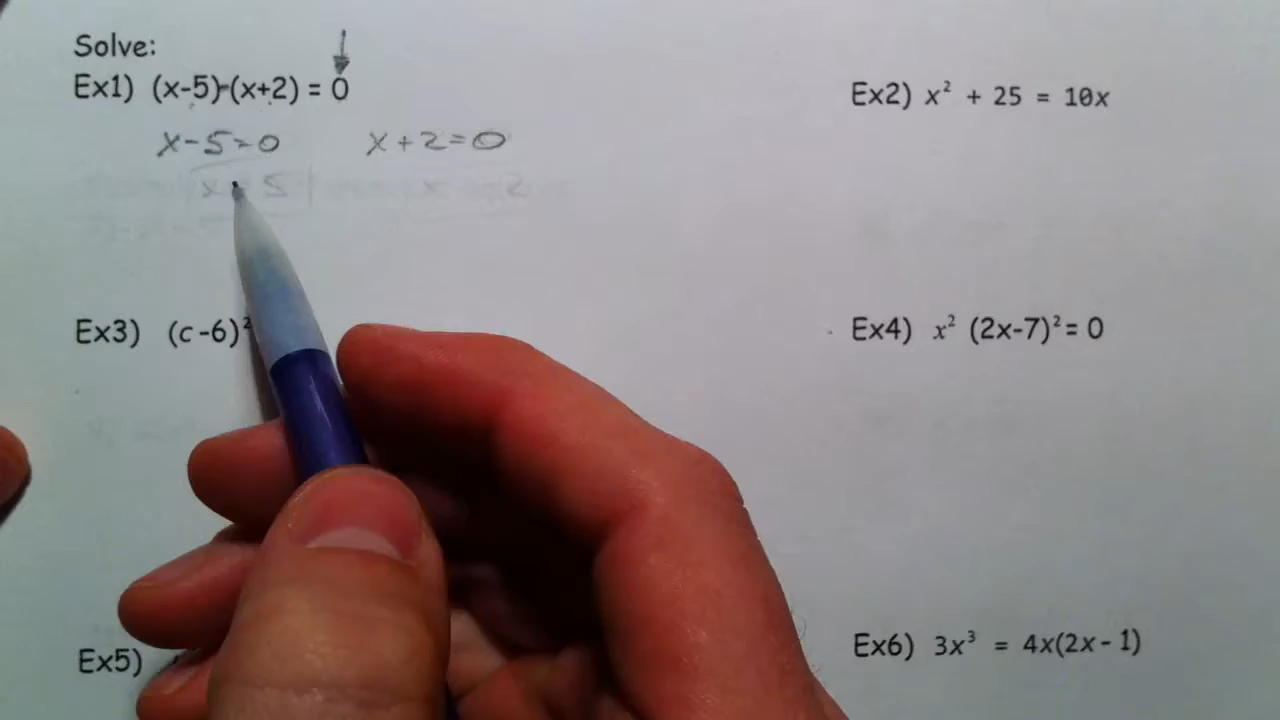 Solve:
Ex1) (x-5)·(x+2) = 0
Ex2) x² + 25 = 10x
x-5=0 x+2=0
x 5
Ex3) (c-6)²
Ex4) x² (2x-7)² = 0
Ex5)
Ex6) 3x³ = 4x(2x-1)